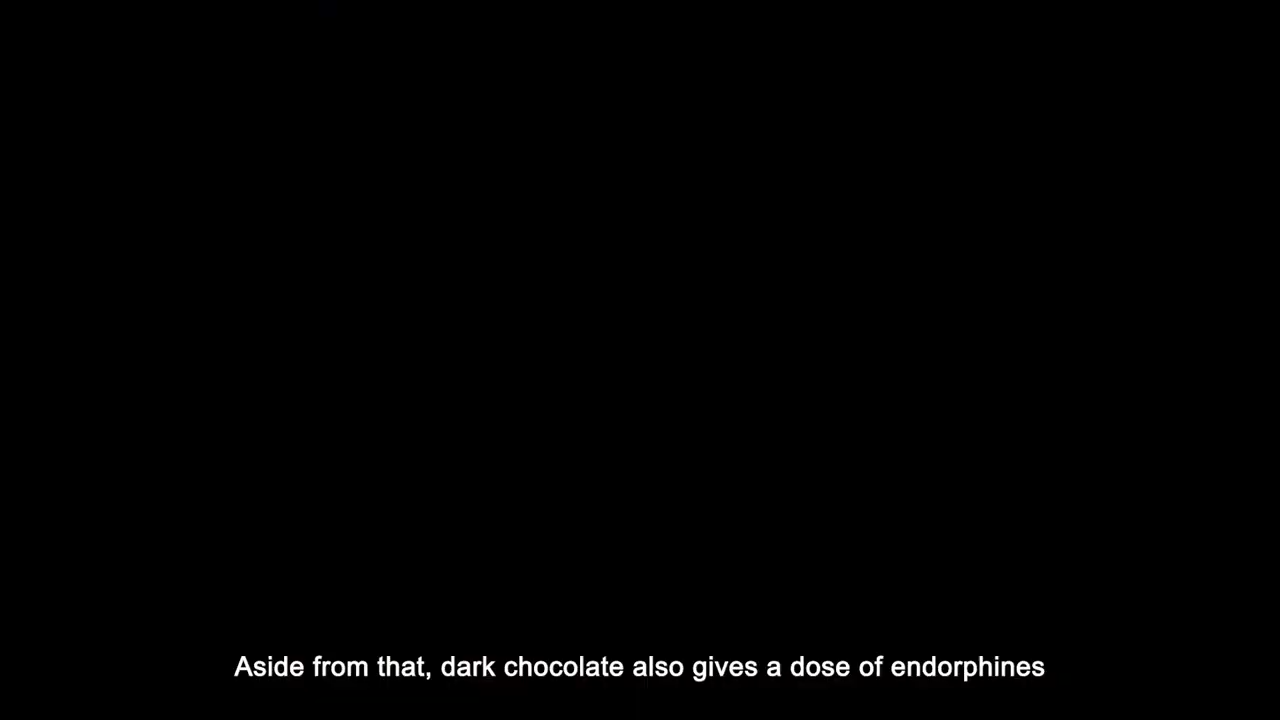 Aside from that, dark chocolate also gives a dose of endorphines